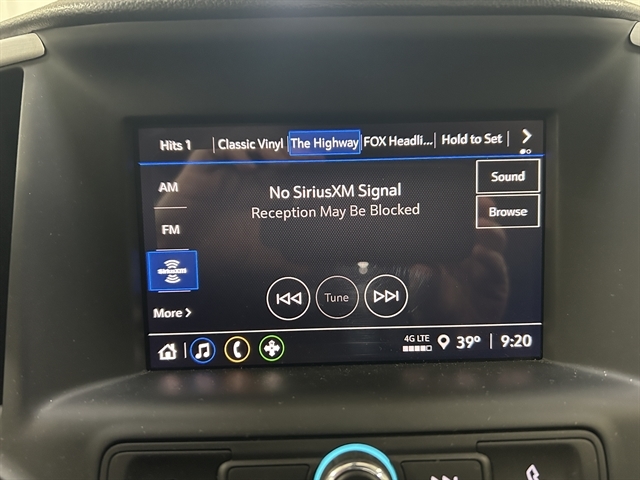 Hits 1 Classic Vinyl The Highway FOX Headli... Hold to Set
AM
No SiriusXM Signal
Sound
Reception May Be Blocked
Browse
FM
SiriusXM
Tune
More
4G LTE 39° 9:20